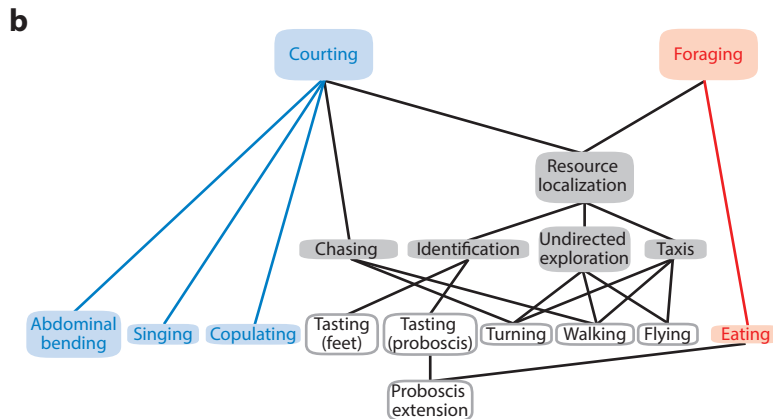 b
Courting
Foraging
Resource
localization
Chasing
Identification
Undirected
exploration
Taxis
Abdominal
bending
Singing
Copulating
Tasting
(feet)
Tasting
(proboscis)
Turning
Walking
Flying
Eating
Proboscis
extension